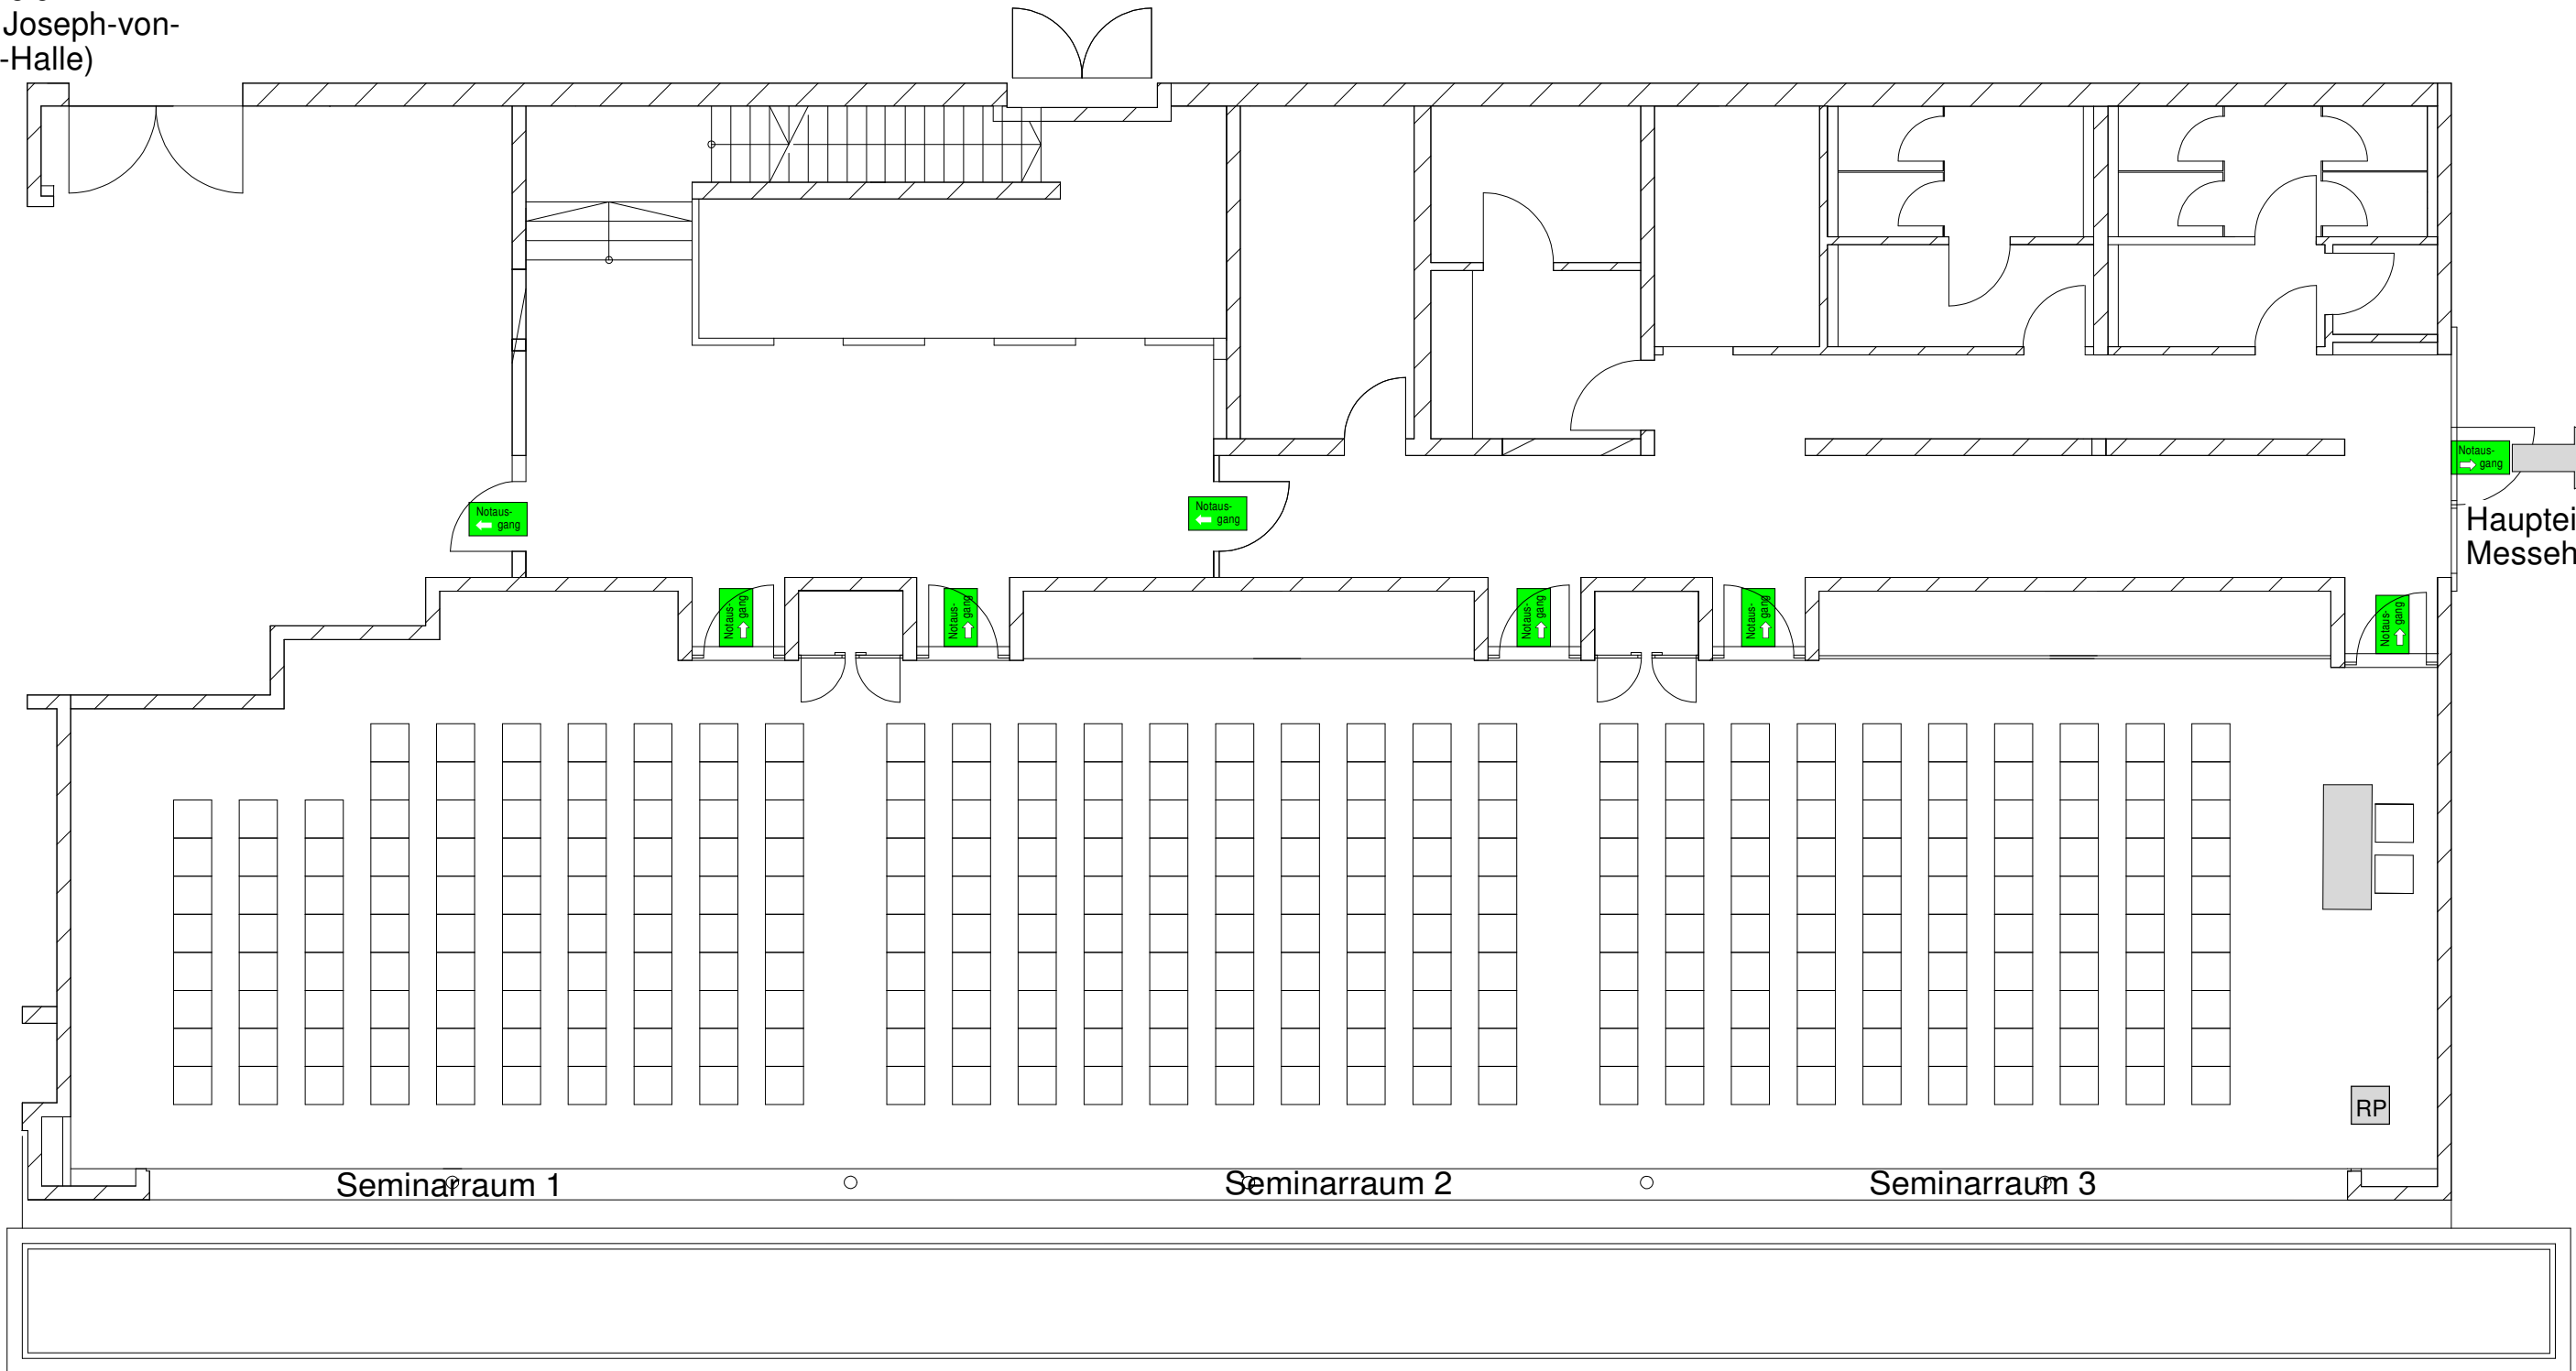 Joseph-von-
-Halle)
Notaus-
gang
Notaus-
gang
Notaus-
gang
Hauptei
Messeh
Notaus-
gang
Notaus-
gang
Notaus-
gang
Notaus-
gang
Notaus-
gang
RP
Seminarraum 1
Seminarraum 2
Seminarraum 3